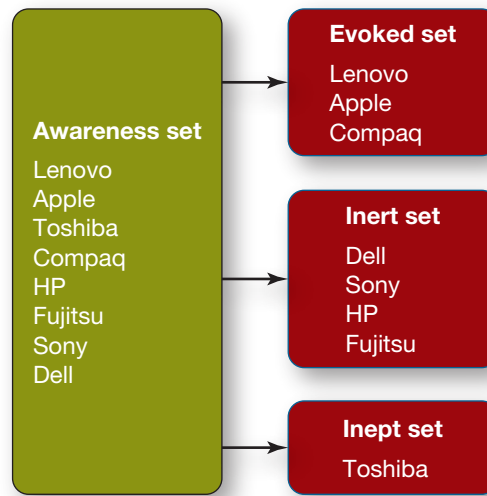 Awareness set
Lenovo
Apple
Toshiba
Compaq
HP
Fujitsu
Sony
Dell
Evoked set
Lenovo
Apple
Compaq
Inert set
Dell
Sony
HP
Fujitsu
Inept set
Toshiba